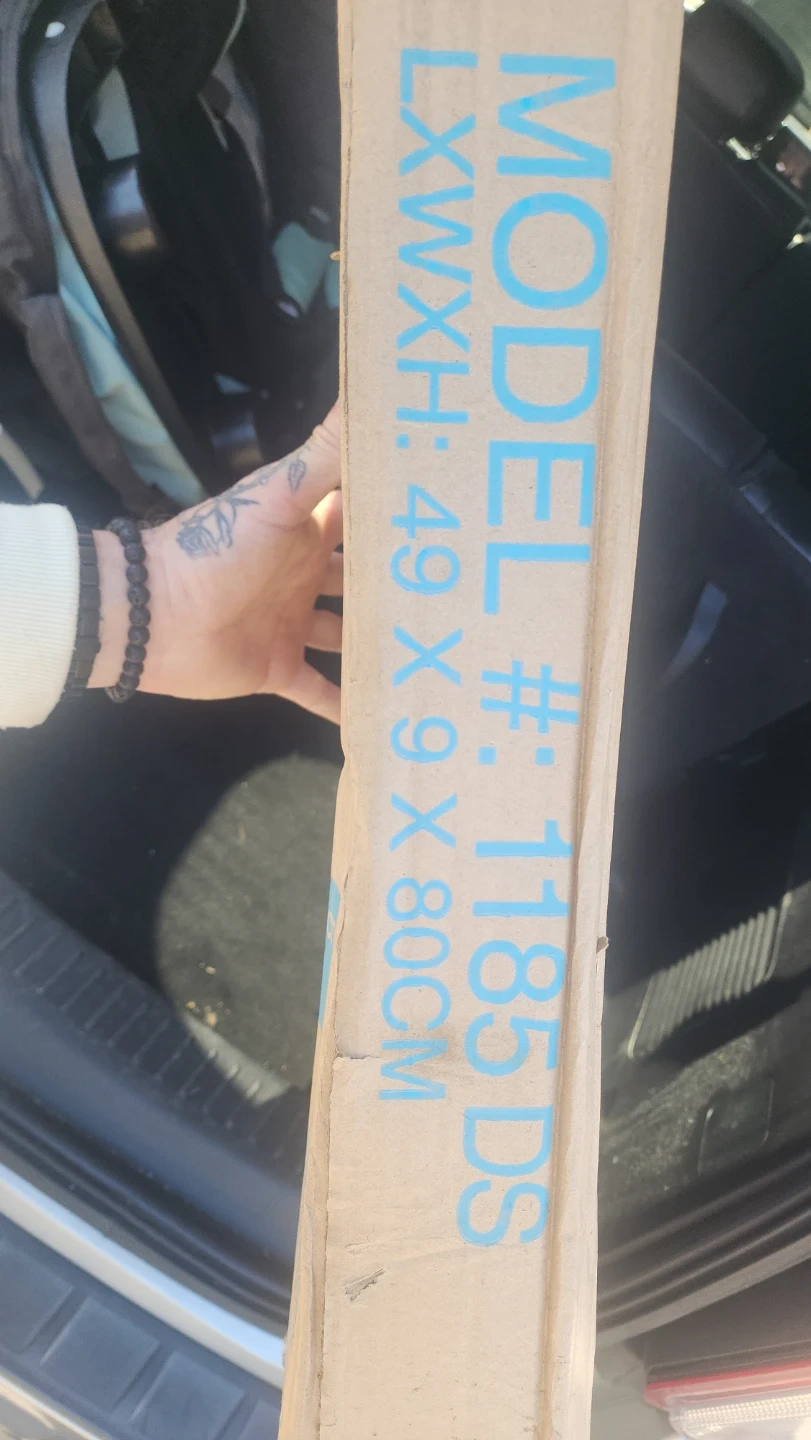 MODEL #: 1185 DS
LXWXH: 49 X 9 X 80CM